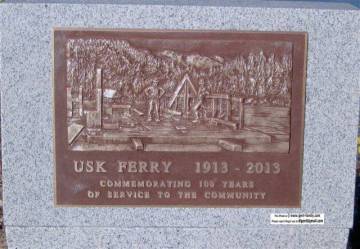 USK FERRY 1913 - 2013
COMMEMORATING 100 YEARS
OF SERVICE TO THE COMMUNITY